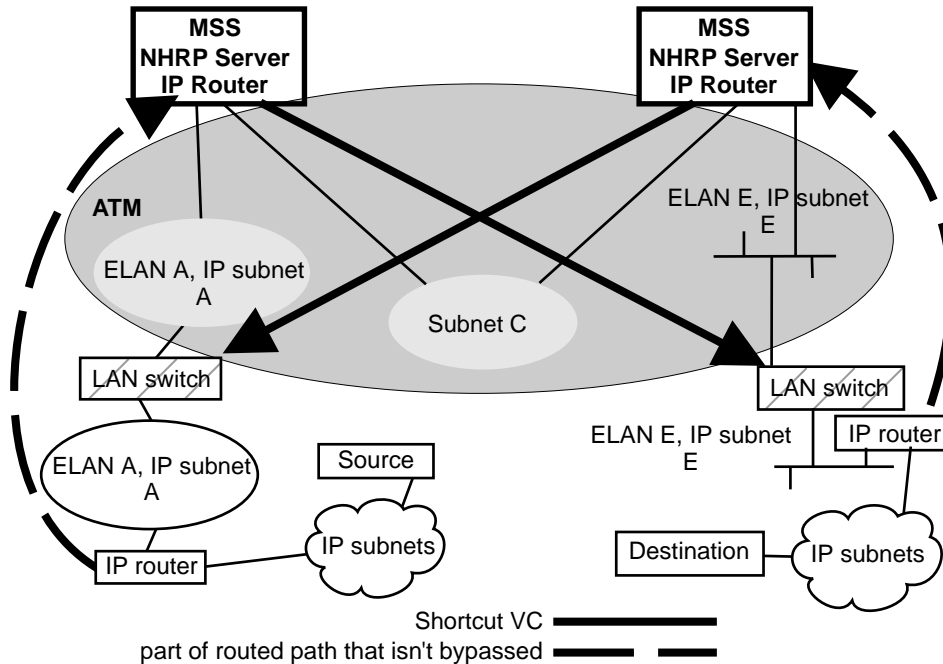 MSS
NHRP Server
IP Router
MSS
NHRP Server
IP Router
ATM
ELAN E, IP subnet
E
ELAN A, IP subnet
A
Subnet C
LAN switch
LAN switch
ELAN E, IP subnet
E
IP router
ELAN A, IP subnet
A
Source
IP subnets
IP router
Destination
IP subnets
Shortcut VC
part of routed path that isn't bypassed